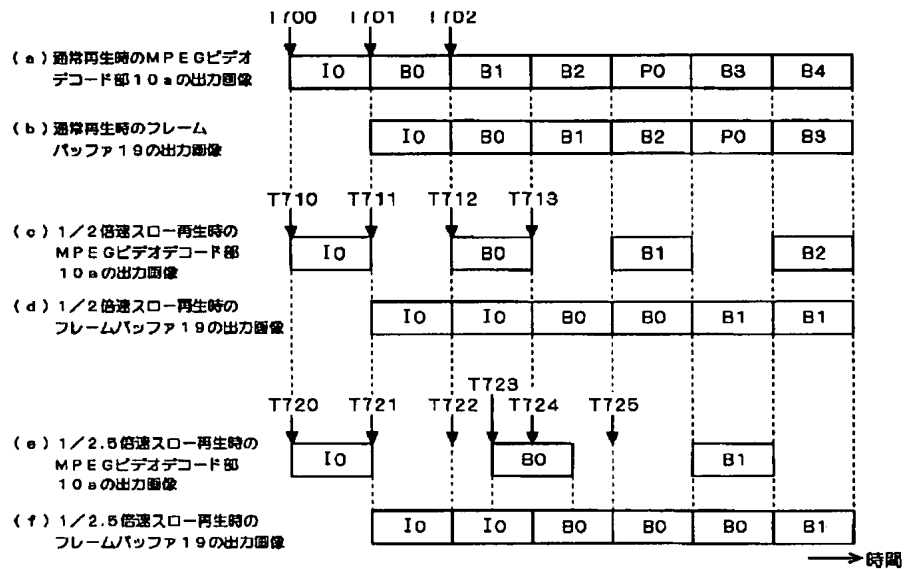 T700 T701 T702
(a)通常再生時のMPEGビデオ
デコード部10aの出力画像
I0 B0 B1 B2 P0 B3 B4
(b)通常再生時のフレーム
バッファ19の出力画像
I0 B0 B1 B2 P0 B3
T710 T711 T712 T713
(c)1/2倍速スロー再生時の
MPEGビデオデコード部
10aの出力画像
I0 B0 B1 B2
(d)1/2倍速スロー再生時の
フレームバッファ19の出力画像
I0 I0 B0 B0 B1 B1
T723
T720 T721 T722 T724 T725
(e)1/2.5倍速スロー再生時の
MPEGビデオデコード部
10aの出力画像
I0 B0 B1
(f)1/2.5倍速スロー再生時の
フレームバッファ19の出力画像
I0 I0 B0 B0 B0 B1
時間